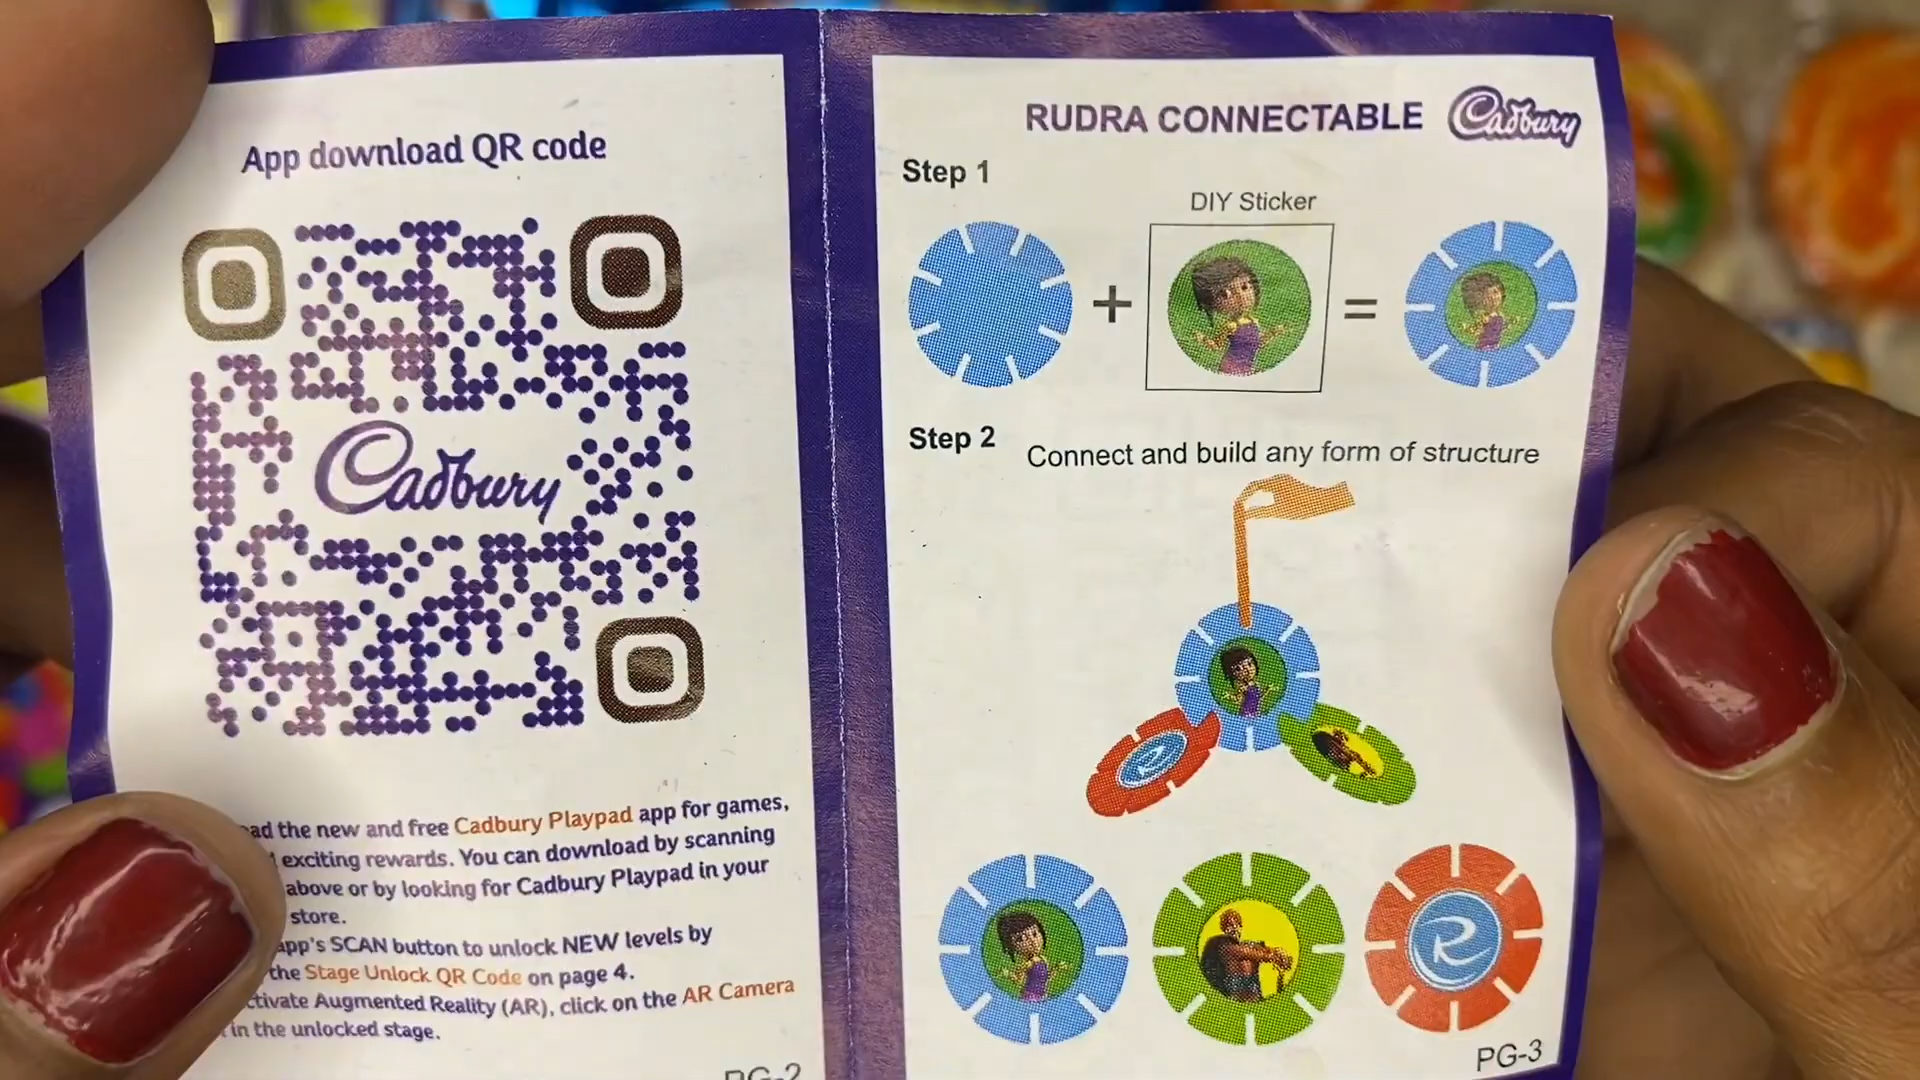 App download QR code
Cadbury
the new and free Cadbury Playpad app for games,
exciting rewards. You can download by scanning
above or by looking for Cadbury Playpad in your
store.
app's SCAN button to unlock NEW levels by
the Stage Unlock QR Code on page 4.
Augmented Reality (AR), click on the AR Camera
in the unlocked stage.
PG-2
RUDRA CONNECTABLE Cadbury
Step 1
DIY Sticker
+ =
Step 2 Connect and build any form of structure
R
R
PG-3